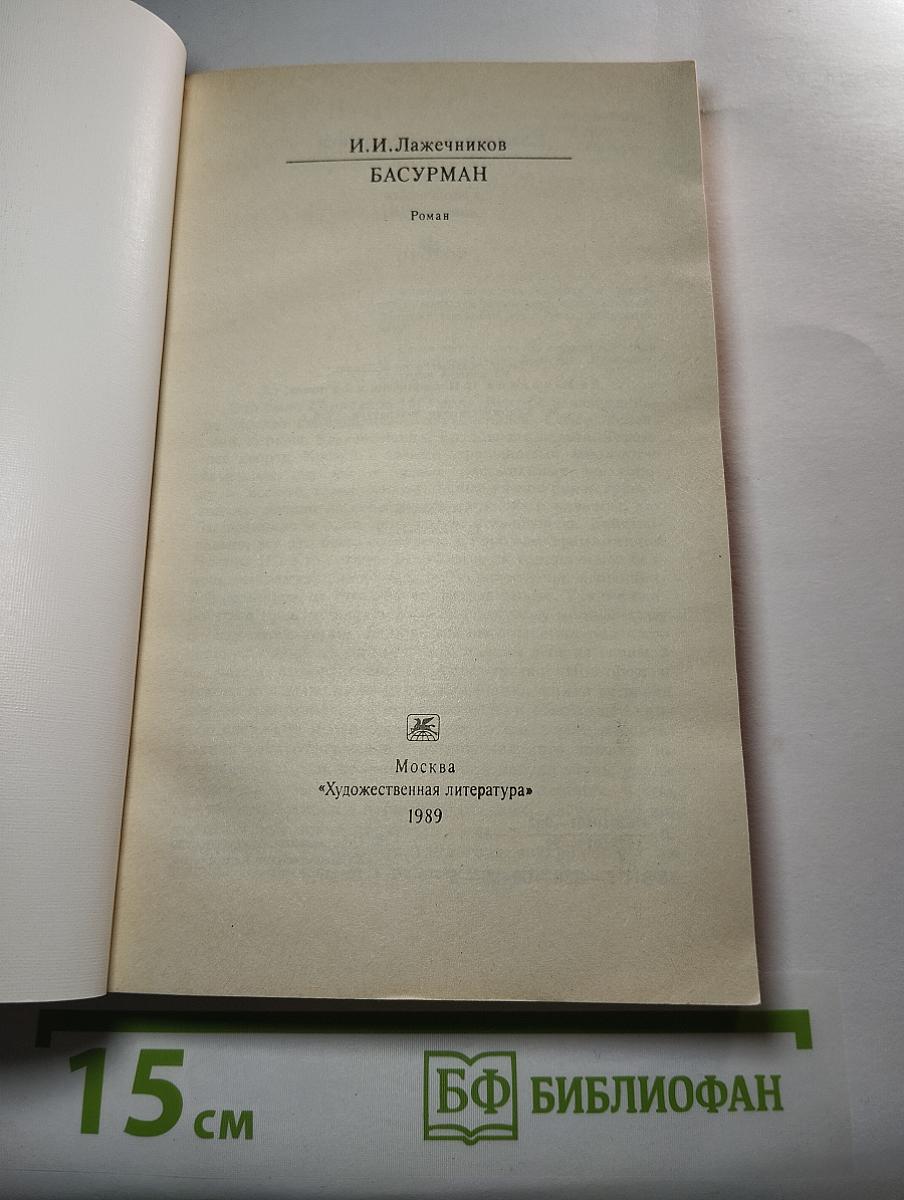 И.И.Лажечников
БАСУРМАН
Роман
Москва
«Художественная литература»
1989
15 см
БФ БИБЛИОФАН